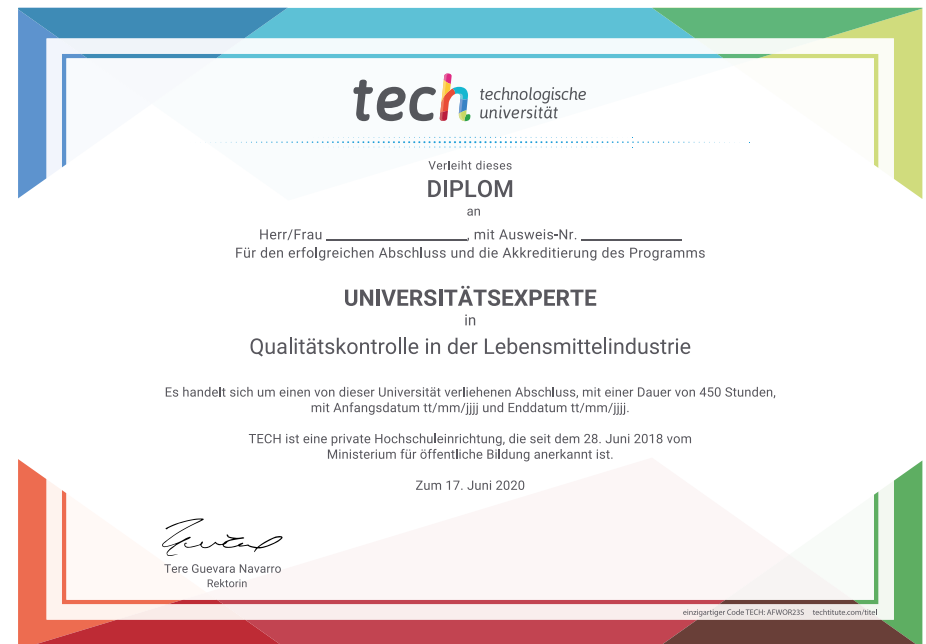 tech technologische
universität
Verleiht dieses
DIPLOM
an
Herr/Frau ________________, mit Ausweis-Nr. ____________
Für den erfolgreichen Abschluss und die Akkreditierung des Programms
UNIVERSITÄTSEXPERTE
in
Qualitätskontrolle in der Lebensmittelindustrie
Es handelt sich um einen von dieser Universität verliehenen Abschluss, mit einer Dauer von 450 Stunden,
mit Anfangsdatum tt/mm/jjjj und Enddatum tt/mm/jjjj.
TECH ist eine private Hochschuleinrichtung, die seit dem 28. Juni 2018 vom
Ministerium für öffentliche Bildung anerkannt ist.
Zum 17. Juni 2020
Tere Guevara Navarro
Rektorin
einzigartiger Code TECH: AFWOR23S techtitute.com/titel